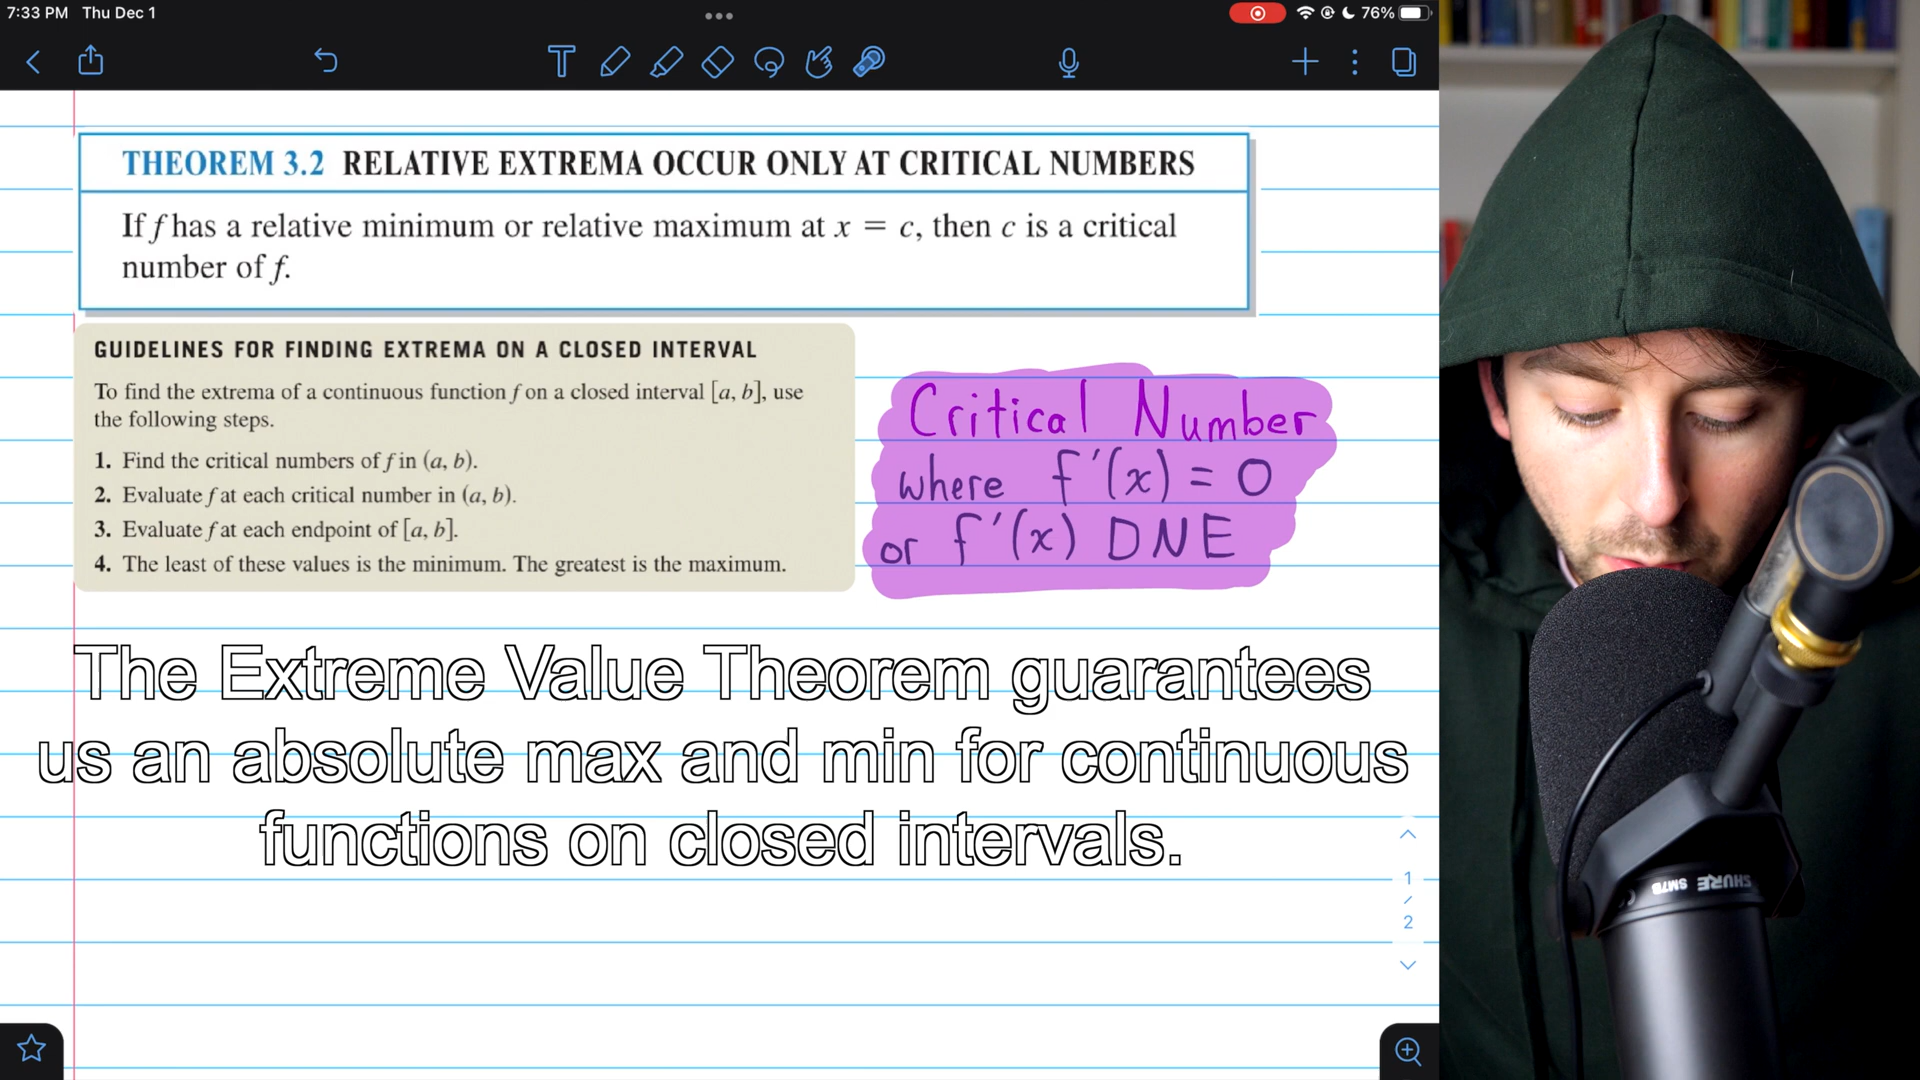 7:33 PM Thu Dec 1
76%
THEOREM 3.2 RELATIVE EXTREMA OCCUR ONLY AT CRITICAL NUMBERS
If f has a relative minimum or relative maximum at x = c, then c is a critical
number of f.
GUIDELINES FOR FINDING EXTREMA ON A CLOSED INTERVAL
To find the extrema of a continuous function f on a closed interval [a, b], use
the following steps.
1. Find the critical numbers of f in (a, b).
2. Evaluate f at each critical number in (a, b).
3. Evaluate f at each endpoint of [a, b].
4. The least of these values is the minimum. The greatest is the maximum.
Critical Number
where f'(x) = 0
or f'(x) DNE
The Extreme Value Theorem guarantees
us an absolute max and min for continuous
functions on closed intervals.
1
/
2
SHURE SM7B